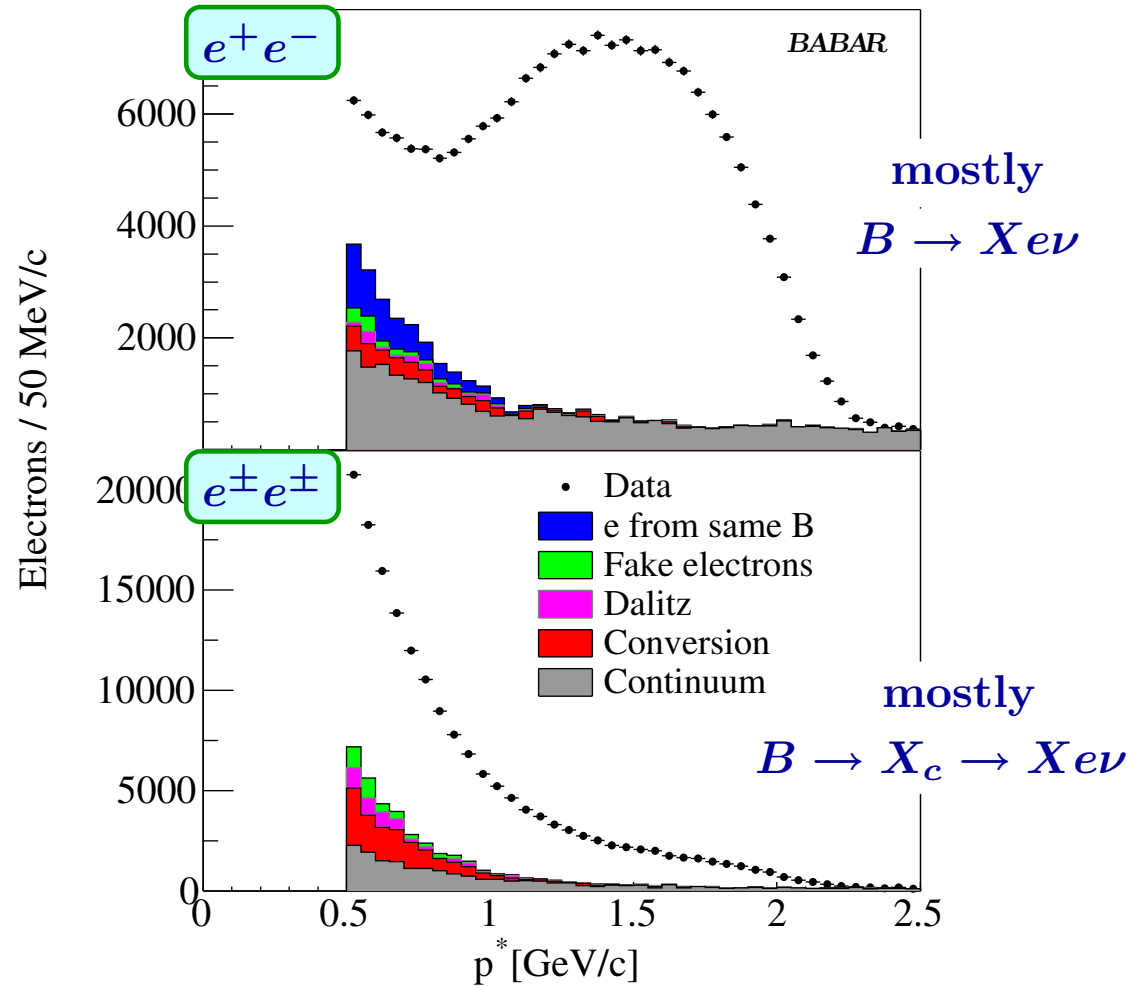 e⁺e⁻
BABAR
6000
4000
2000
mostly
B → Xeν
Electrons / 50 MeV/c
e±e±
20000
15000
10000
5000
0
Data
e from same B
Fake electrons
Dalitz
Conversion
Continuum
mostly
B → X_c → Xeν
0 0.5 1 1.5 2 2.5
p* [GeV/c]